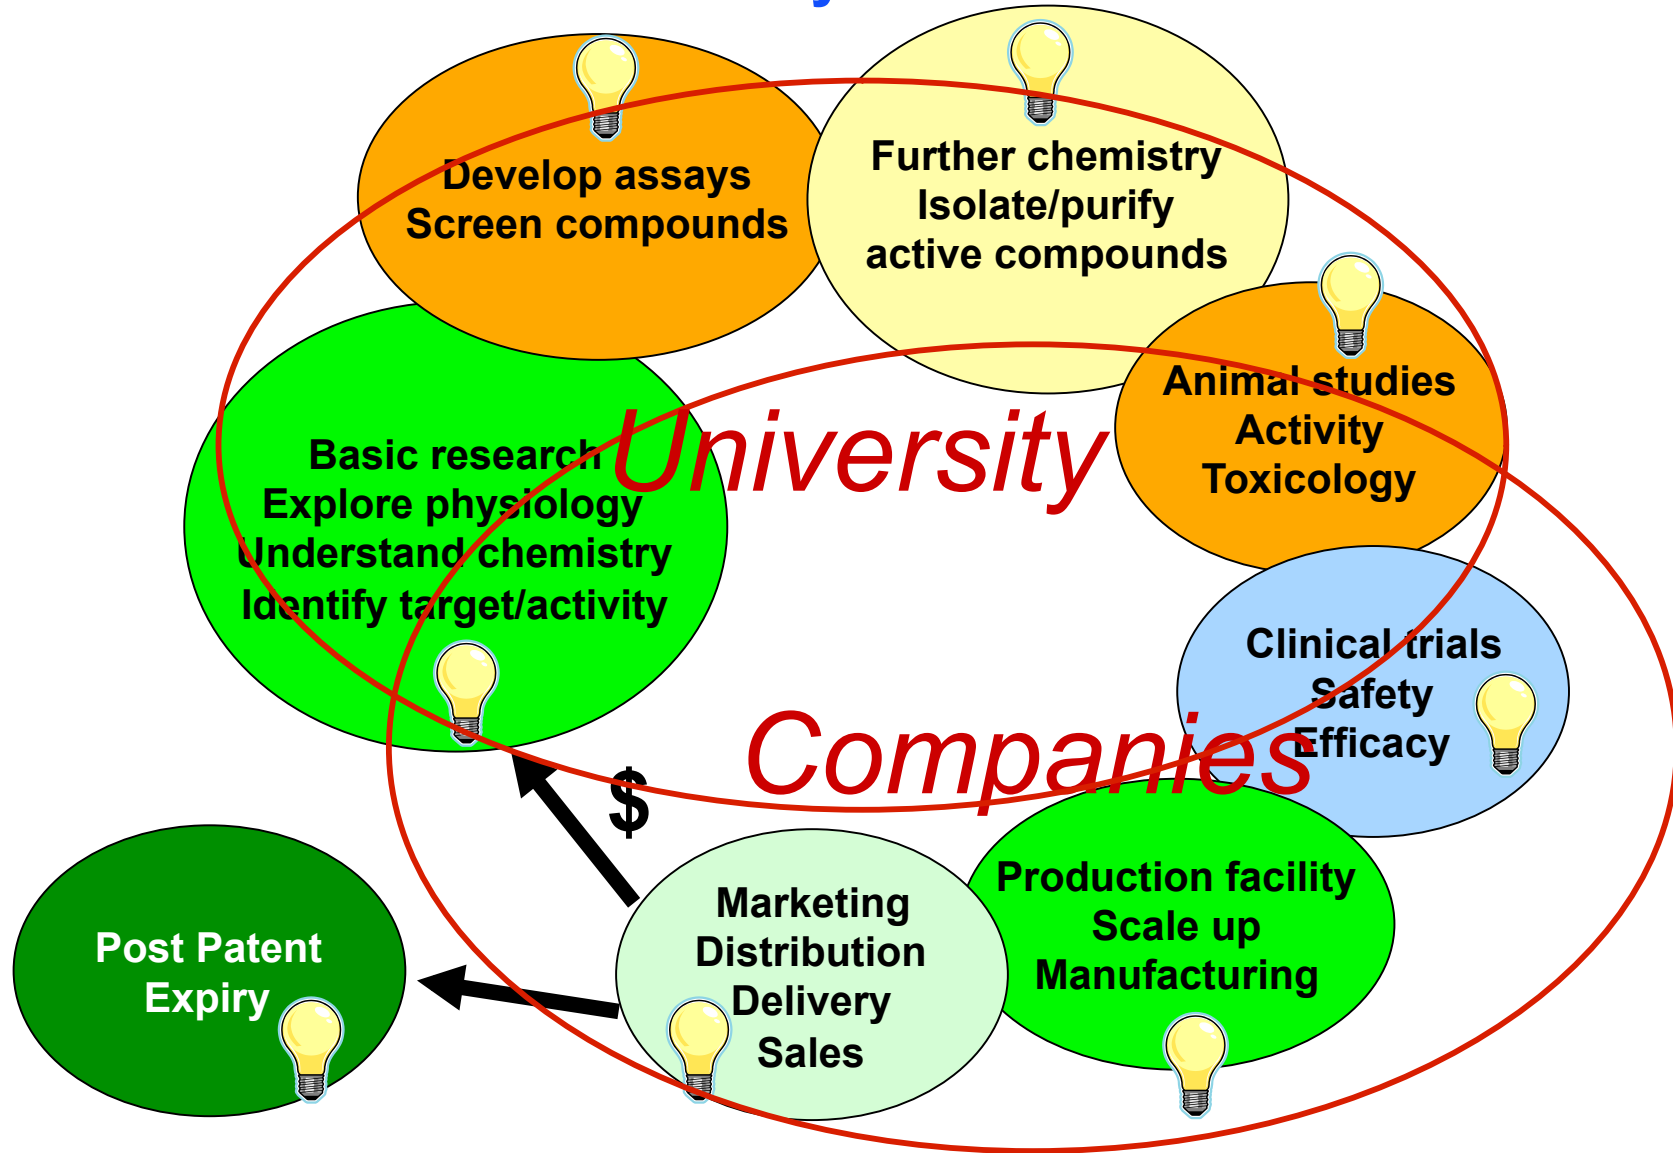 Develop assays
Screen compounds
Further chemistry
Isolate/purify
active compounds
Animal studies
Activity
Toxicology
University
Basic research
Explore physiology
Understand chemistry
Identify target/activity
Clinical trials
Safety
Efficacy
Companies
$
Production facility
Scale up
Manufacturing
Marketing
Distribution
Delivery
Sales
Post Patent
Expiry